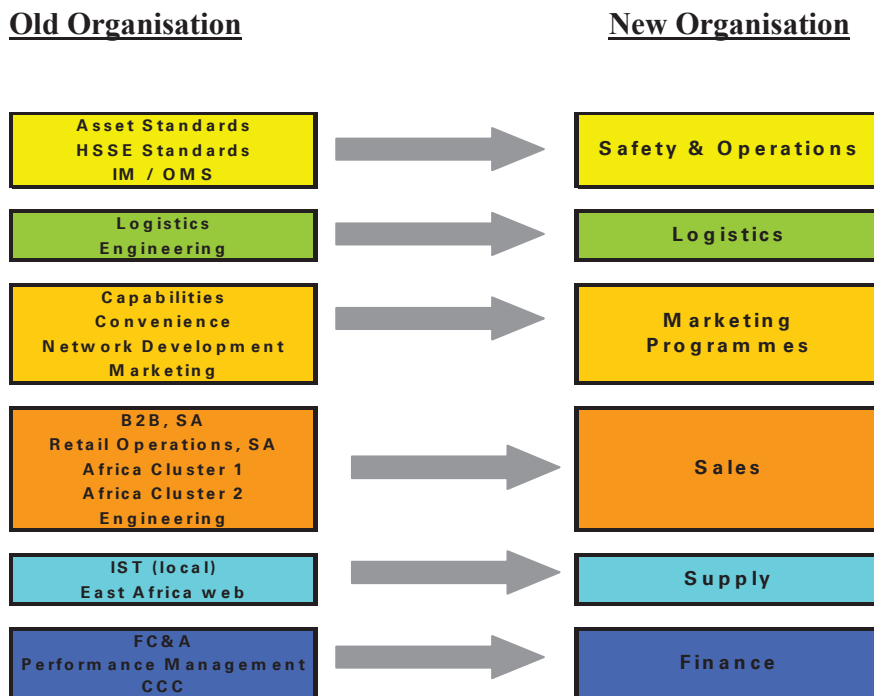 Old Organisation
New Organisation
Asset Standards
HSSE Standards
IM / OMS
Safety & Operations
Logistics
Engineering
Logistics
Capabilities
Convenience
Network Development
Marketing
Marketing
Programmes
B2B, SA
Retail Operations, SA
Africa Cluster 1
Africa Cluster 2
Engineering
Sales
IST (local)
East Africa web
Supply
FC&A
Performance Management
CCC
Finance